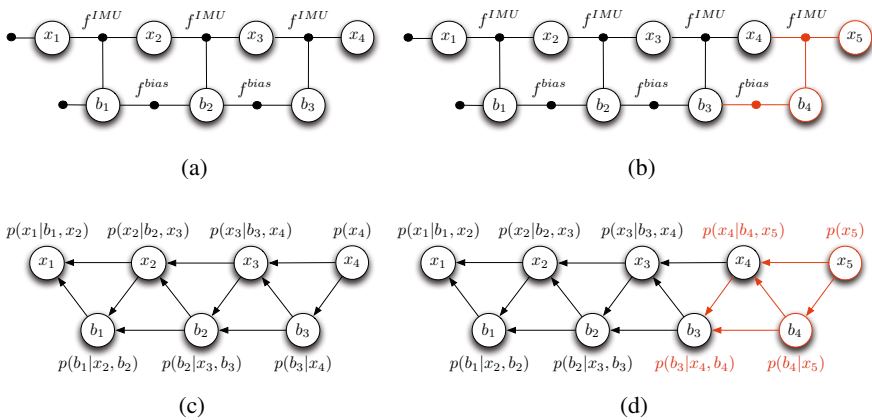 f^{IMU} f^{IMU} f^{IMU}
x_1 x_2 x_3 x_4
f^{bias} f^{bias}
b_1 b_2 b_3
(a)
f^{IMU} f^{IMU} f^{IMU} f^{IMU}
x_1 x_2 x_3 x_4 x_5
b_1 b_2 b_3 b_4
f^{bias} f^{bias} f^{bias}
(b)
p(x_1|b_1, x_2) p(x_2|b_2, x_3) p(x_3|b_3, x_4) p(x_4)
x_1 x_2 x_3 x_4
b_1 b_2 b_3
p(b_1|x_2, b_2) p(b_2|x_3, b_3) p(b_3|x_4)
(c)
p(x_1|b_1, x_2) p(x_2|b_2, x_3) p(x_3|b_3, x_4) p(x_4|b_4, x_5) p(x_5)
x_1 x_2 x_3 x_4 x_5
b_1 b_2 b_3 b_4
p(b_1|x_2, b_2) p(b_2|x_3, b_3) p(b_3|x_4, b_4) p(b_4|x_5)
(d)